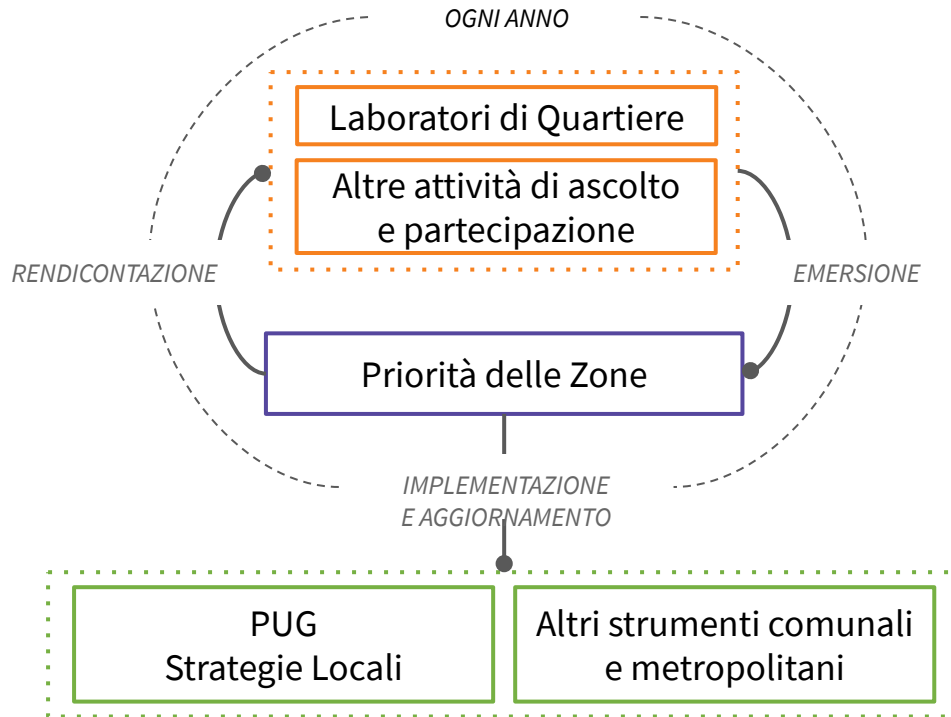 OGNI ANNO
Laboratori di Quartiere
Altre attività di ascolto
e partecipazione
RENDICONTAZIONE
EMERSIONE
Priorità delle Zone
IMPLEMENTAZIONE
E AGGIORNAMENTO
PUG
Strategie Locali
Altri strumenti comunali
e metropolitani